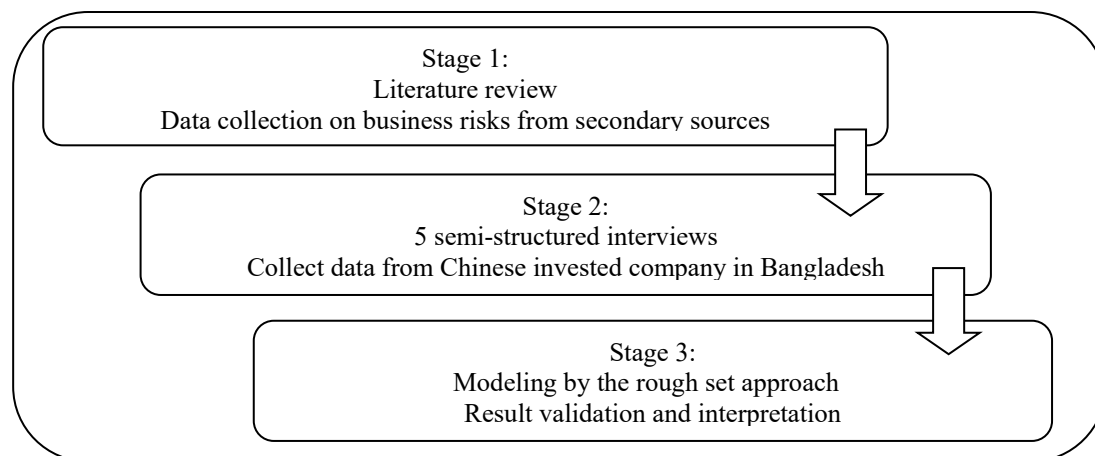 Stage 1:
Literature review
Data collection on business risks from secondary sources
Stage 2:
5 semi-structured interviews
Collect data from Chinese invested company in Bangladesh
Stage 3:
Modeling by the rough set approach
Result validation and interpretation